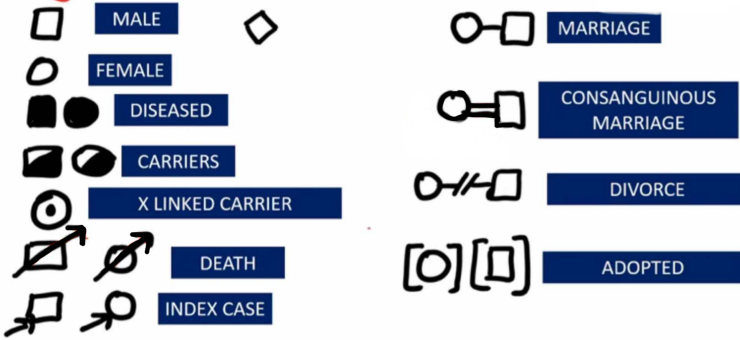 MALE
FEMALE
DISEASED
CARRIERS
X LINKED CARRIER
DEATH
INDEX CASE
MARRIAGE
CONSANGUINOUS
MARRIAGE
DIVORCE
ADOPTED